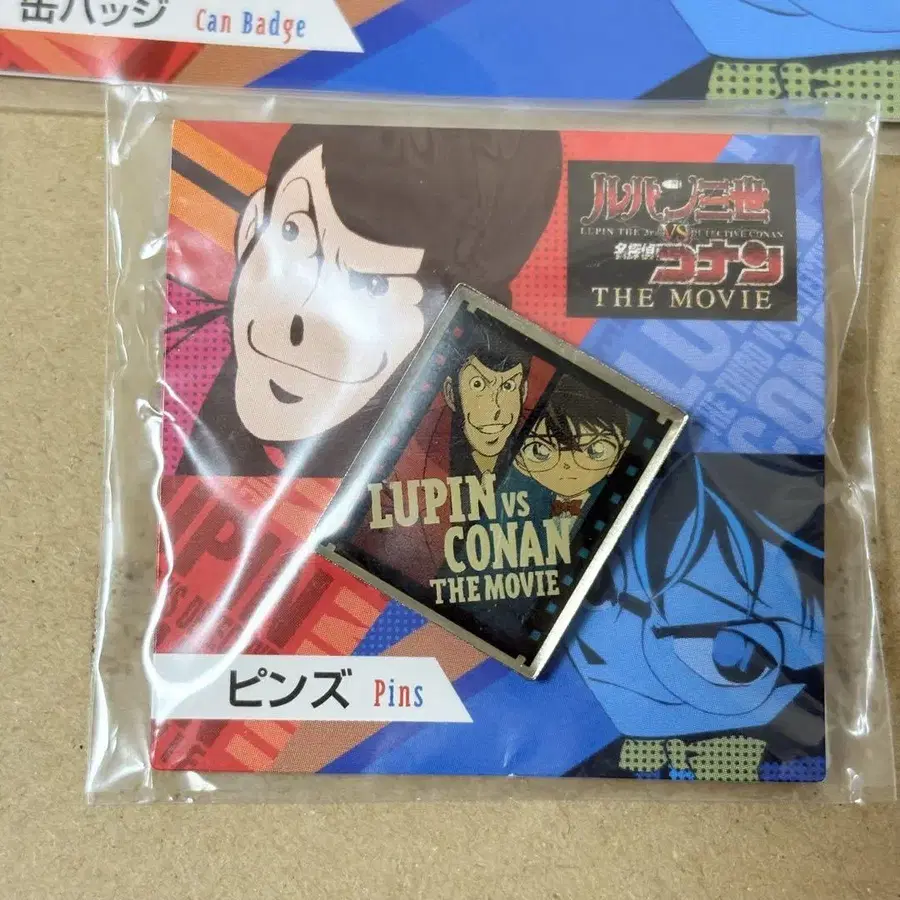 缶バッジ Can Badge
ルパン三世
LUPIN THE 3rd VS DETECTIVE CONAN
名探偵
コナン
THE MOVIE
LUPIN VS
CONAN
THE MOVIE
ピンズ Pins